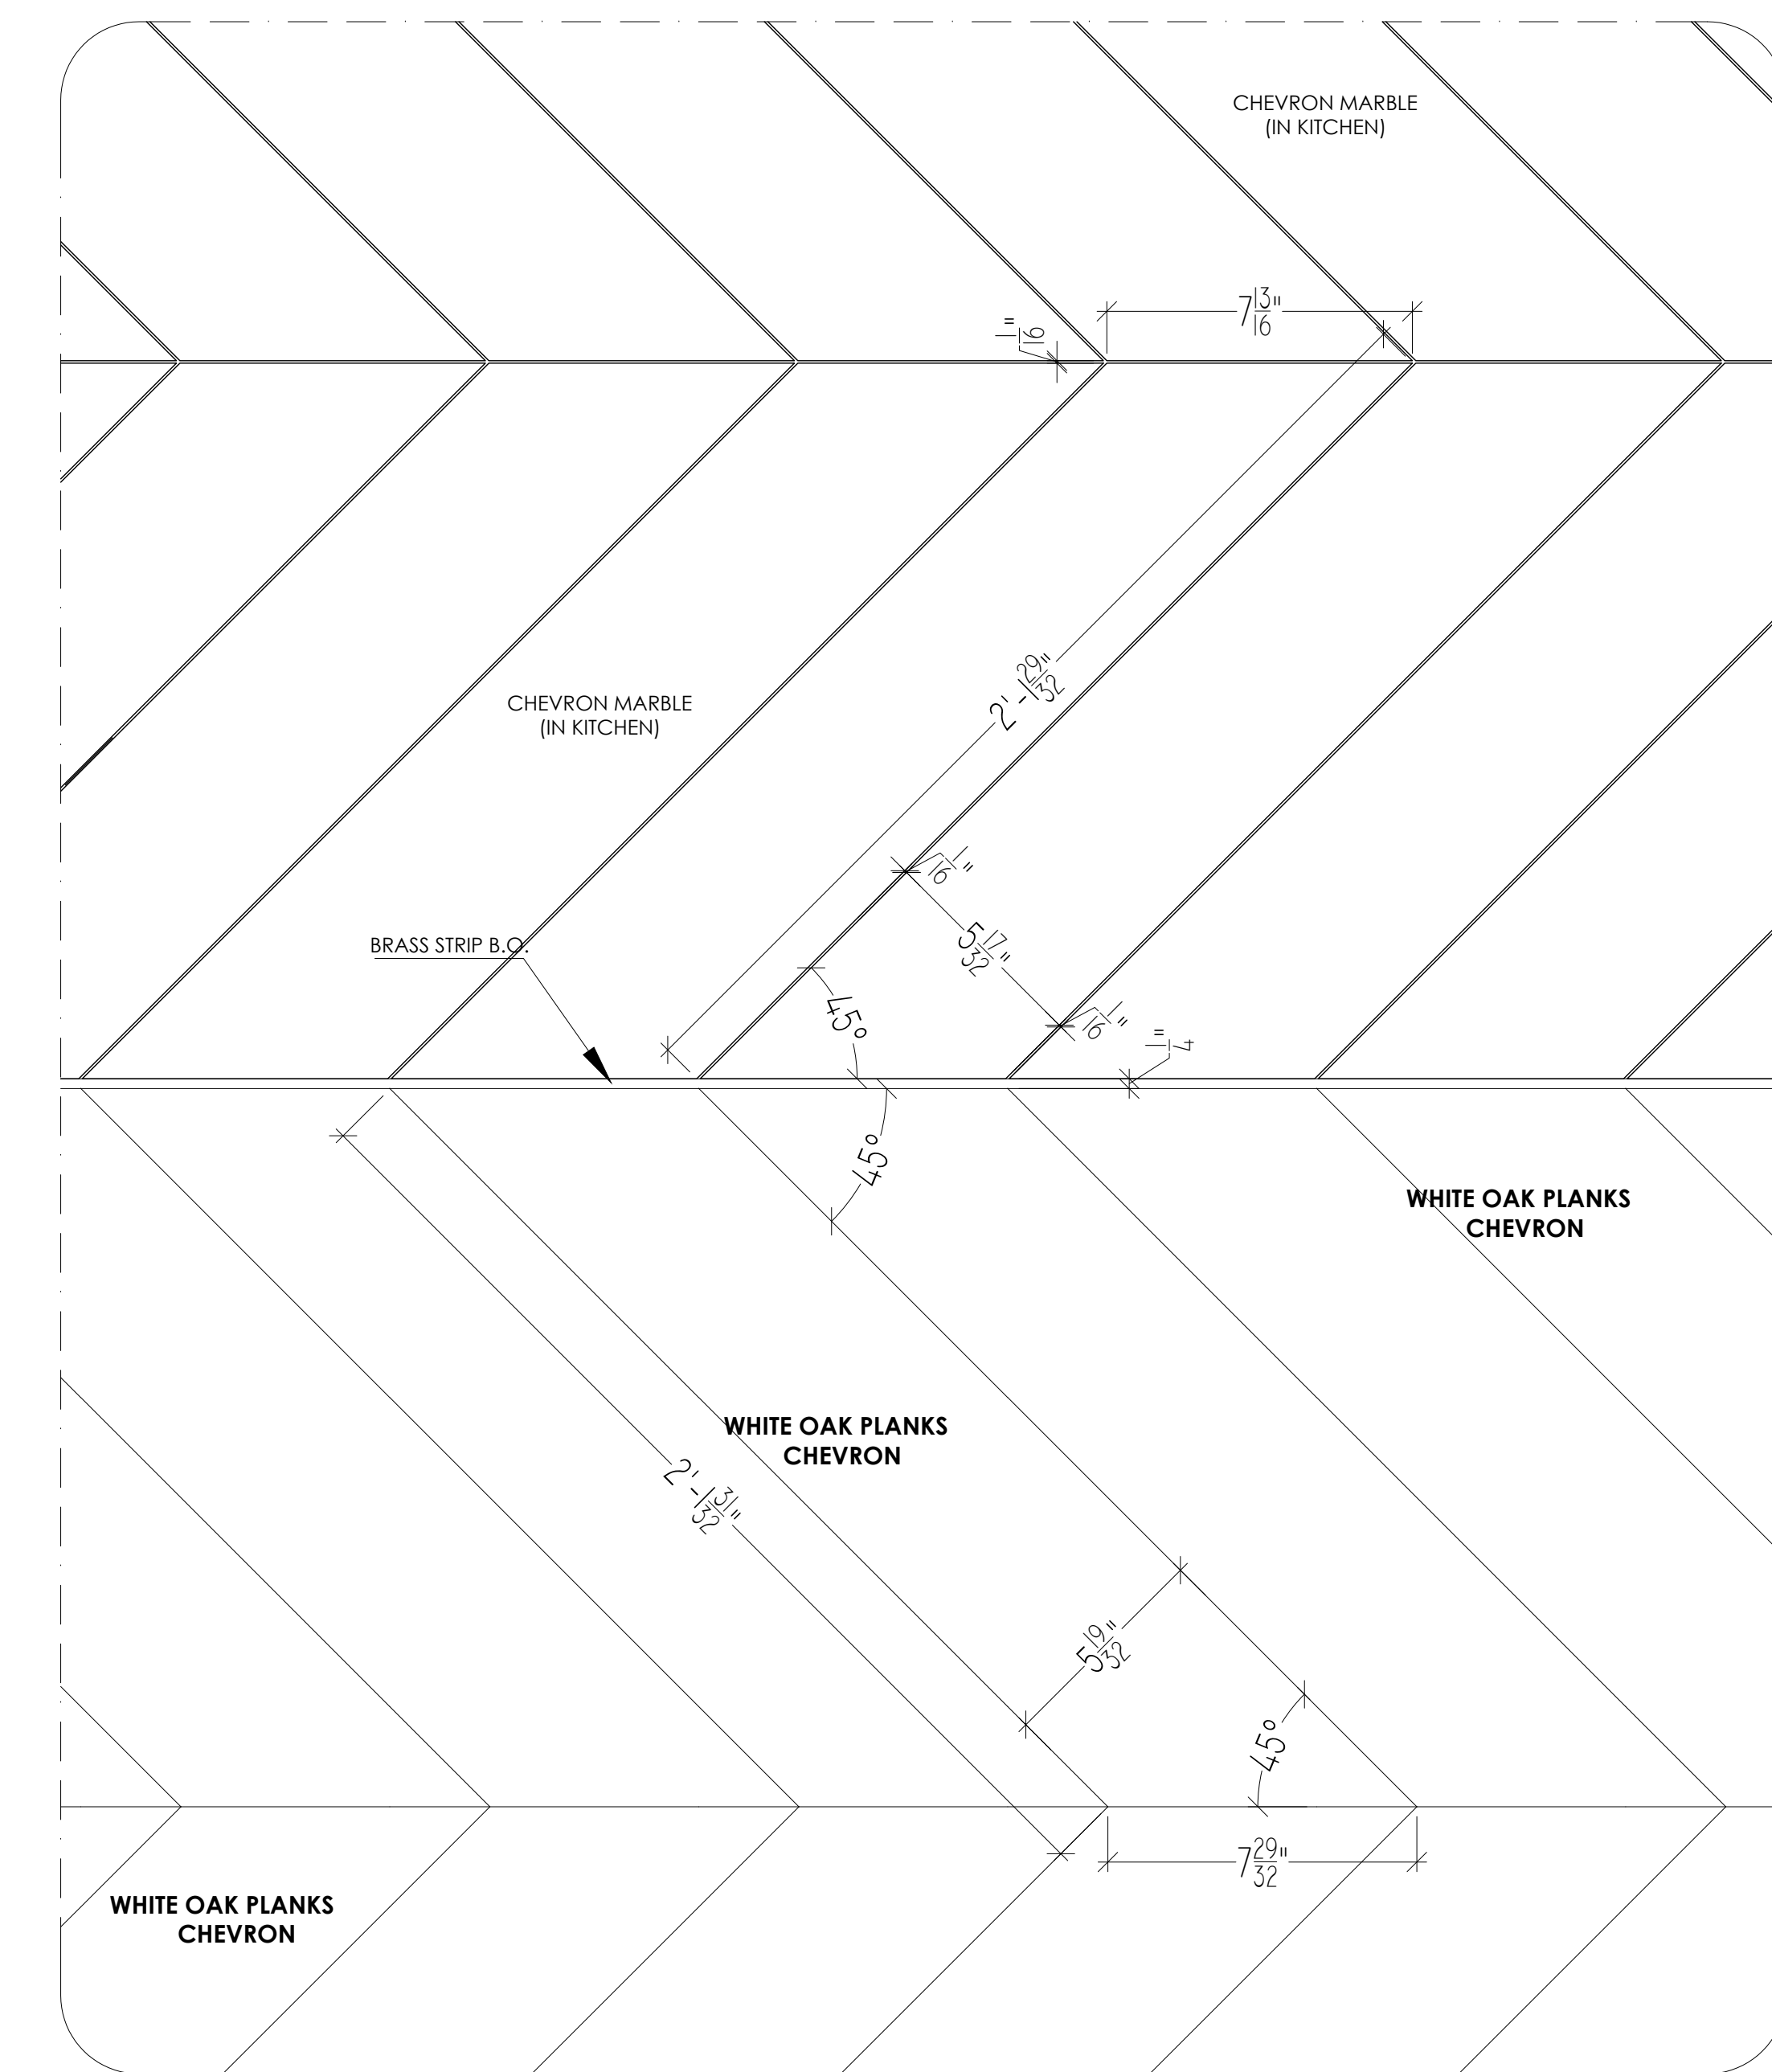 CHEVRON MARBLE
(IN KITCHEN)
7 13/16"
1/16"
2'-1 29/32"
CHEVRON MARBLE
(IN KITCHEN)
1/16"
5 17/32"
BRASS STRIP B.O.
45°
1/16"
1/4"
45°
WHITE OAK PLANKS
CHEVRON
WHITE OAK PLANKS
CHEVRON
2'-1 31/32"
5 19/32"
45°
7 29/32"
WHITE OAK PLANKS
CHEVRON